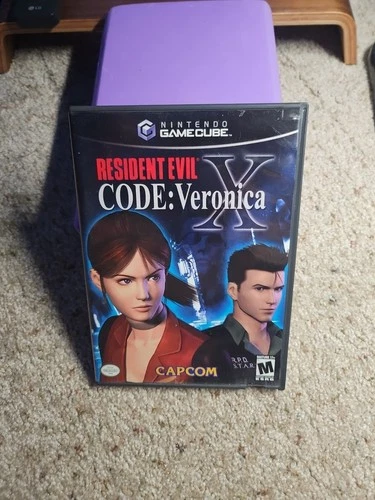 NINTENDO
GAMECUBE
RESIDENT EVIL
CODE: Veronica X
R.P.D.
S.T.A.R.
CAPCOM
M